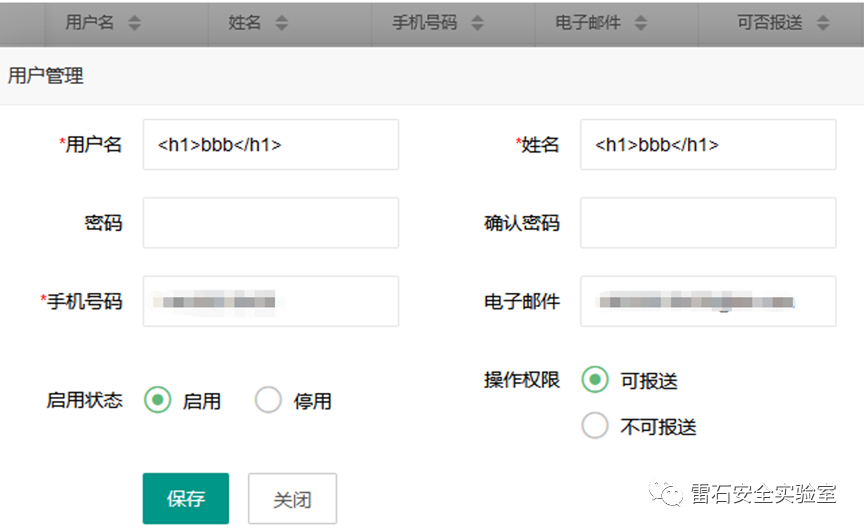 用户名 姓名 手机号码 电子邮件 可否报送
用户管理
*用户名 <h1>bbb</h1> *姓名 <h1>bbb</h1>
密码 确认密码
*手机号码 电子邮件
启用状态 启用 停用 操作权限 可报送
不可报送
保存 关闭
雷石安全实验室